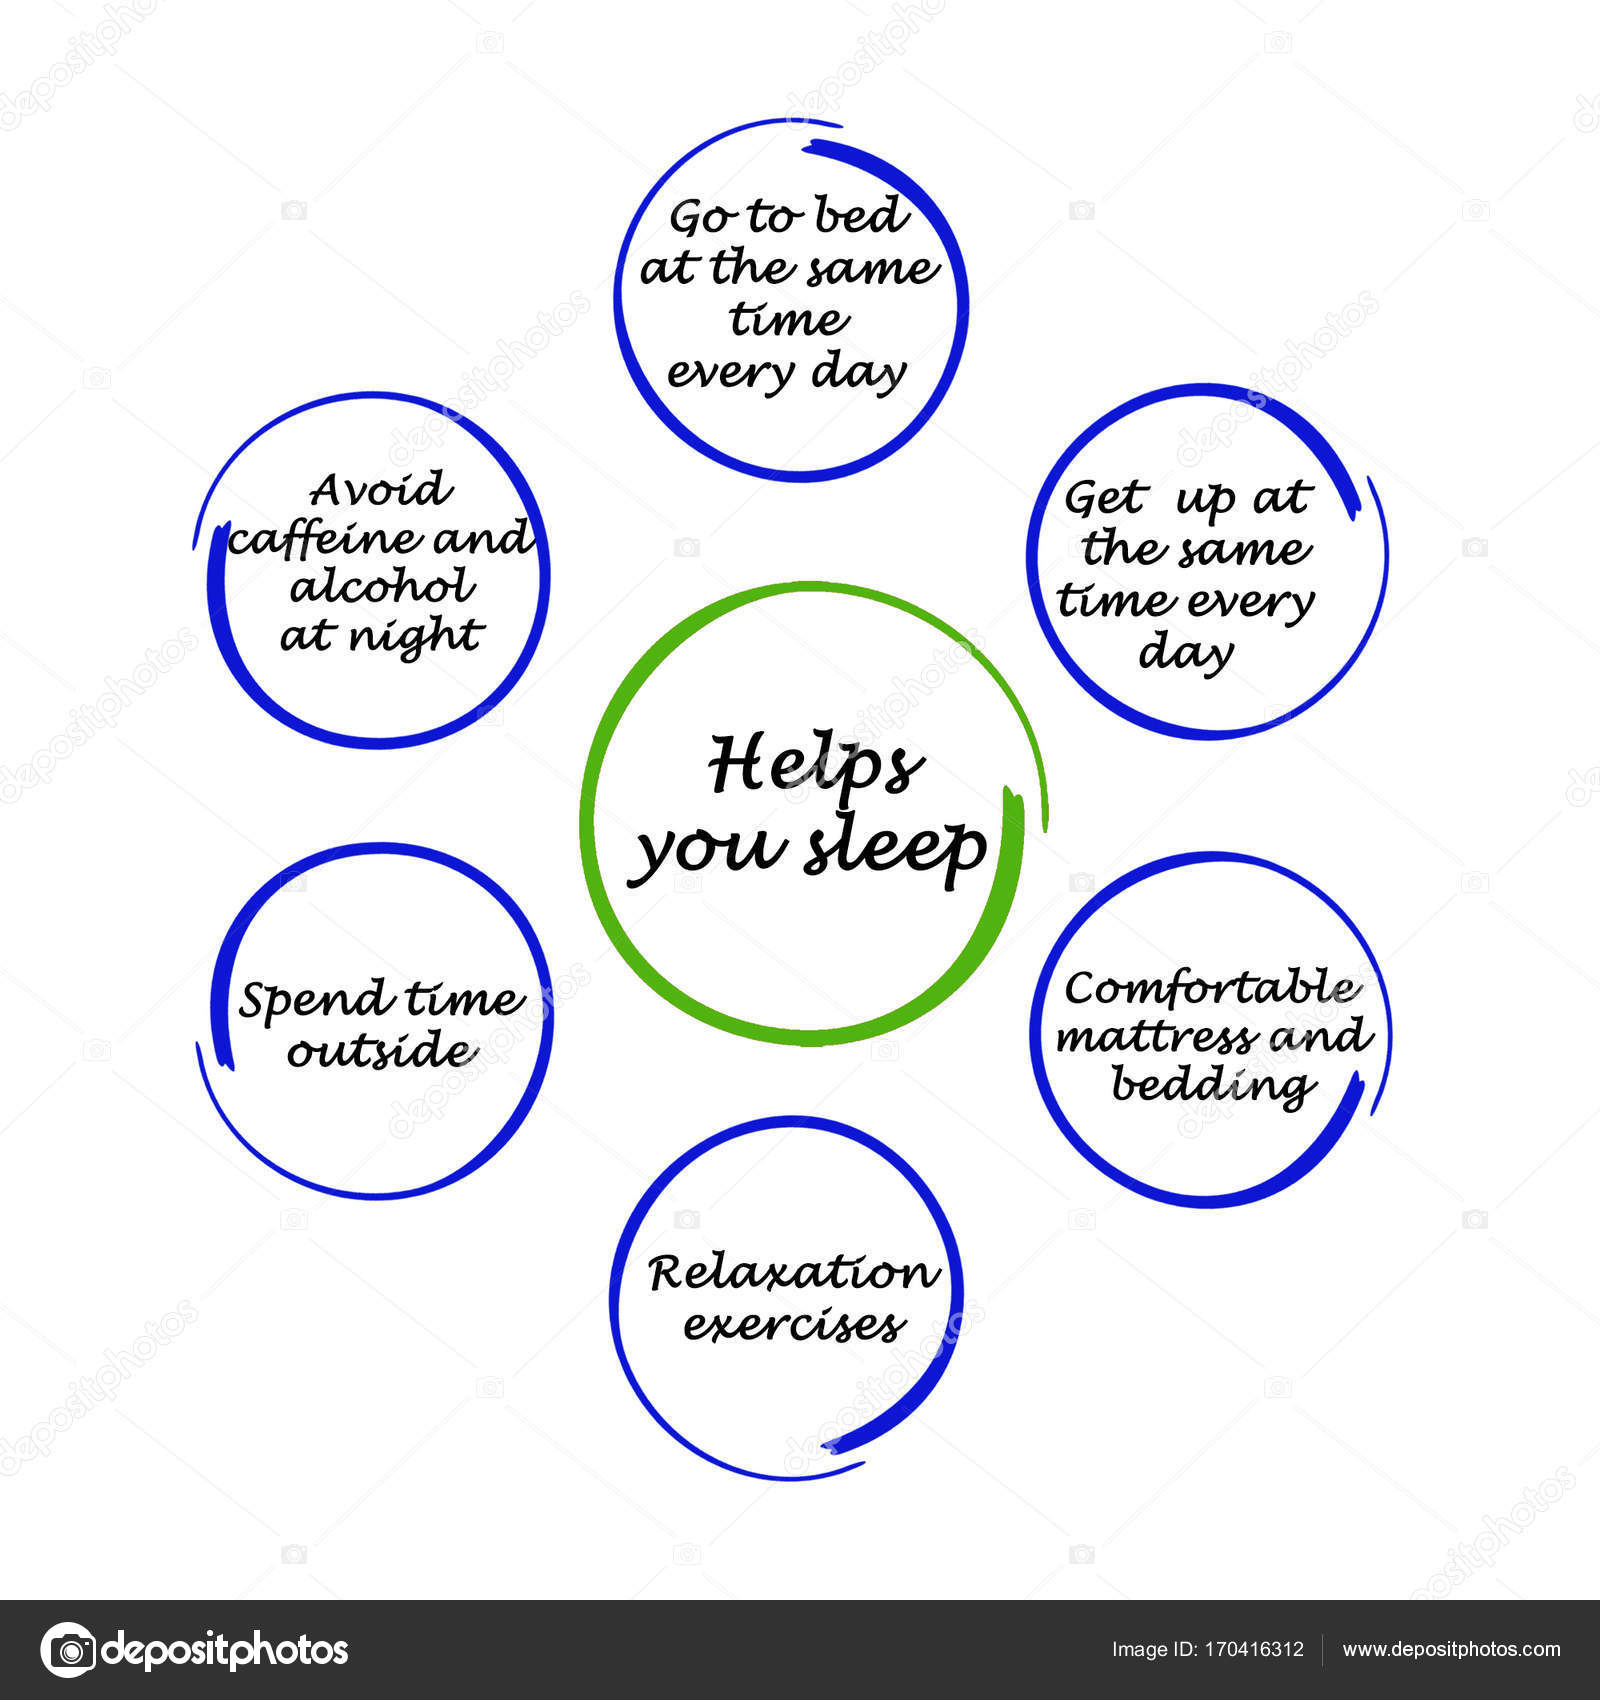 Go to bed
at the same
time
every day
Get up at
the same
time every
day
Comfortable
mattress and
bedding
Relaxation
exercises
Spend time
outside
Avoid
caffeine and
alcohol
at night
Helps
you sleep
depositphotos
Image ID: 170416312
www.depositphotos.com